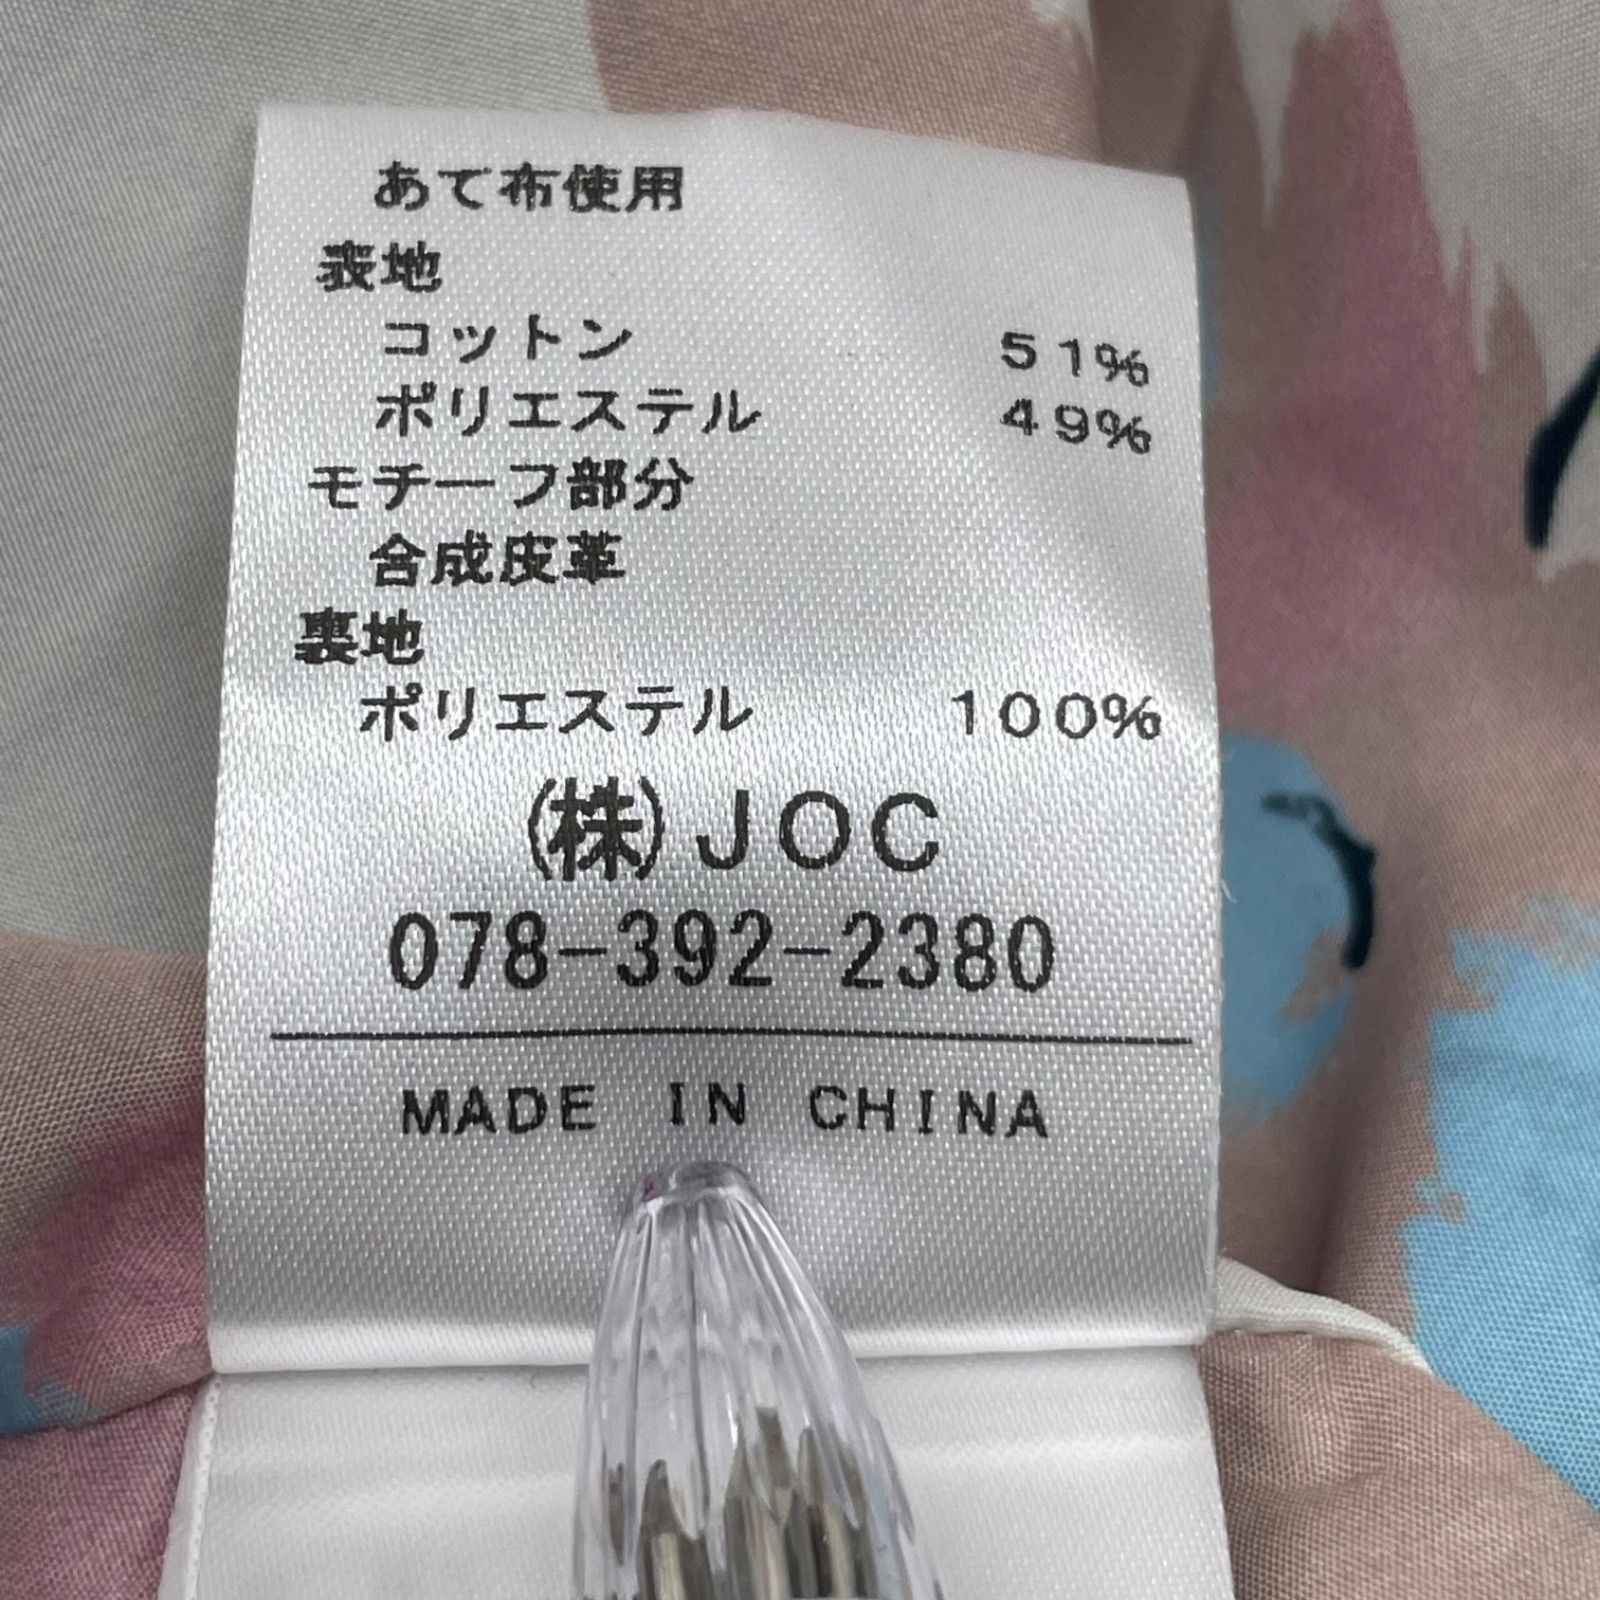 あて布使用
表地
コットン 51%
ポリエステル 49%
モチーフ部分
合成皮革
裏地
ポリエステル 100%
(株)JOC
078-392-2380
MADE IN CHINA